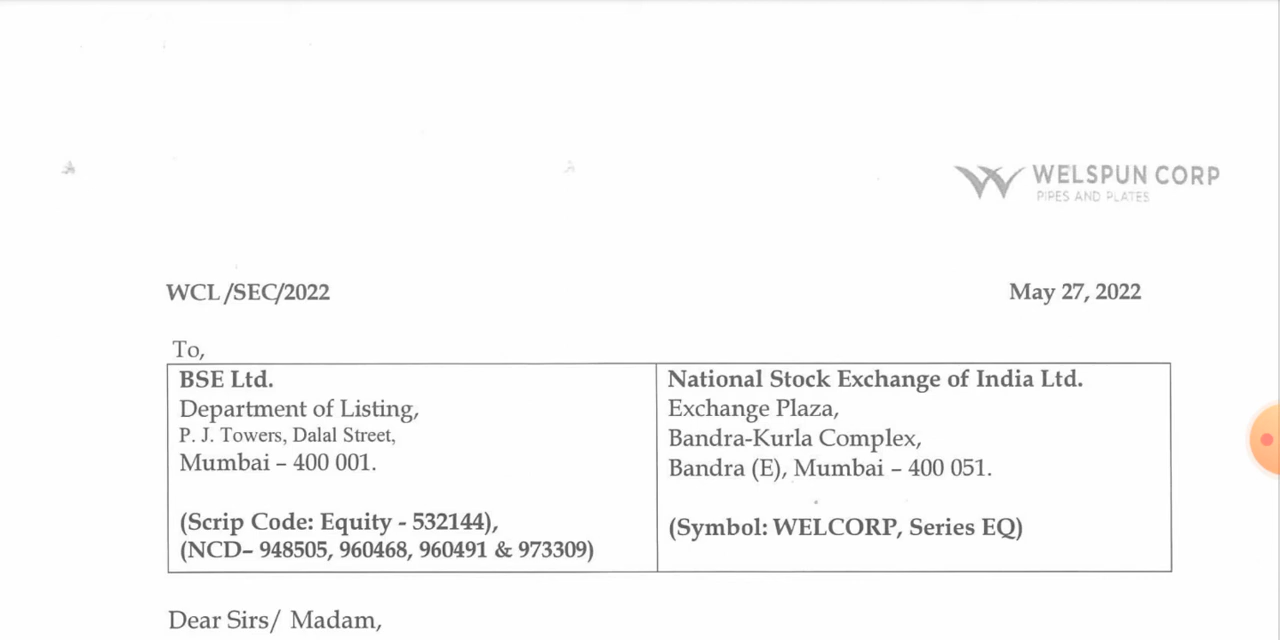 WELSPUN CORP
PIPES AND PLATES
WCL/SEC/2022
May 27, 2022
To,
BSE Ltd.
Department of Listing,
P. J. Towers, Dalal Street,
Mumbai – 400 001.
(Scrip Code: Equity - 532144),
(NCD– 948505, 960468, 960491 & 973309)
National Stock Exchange of India Ltd.
Exchange Plaza,
Bandra-Kurla Complex,
Bandra (E), Mumbai – 400 051.
(Symbol: WELCORP, Series EQ)
Dear Sirs/ Madam,